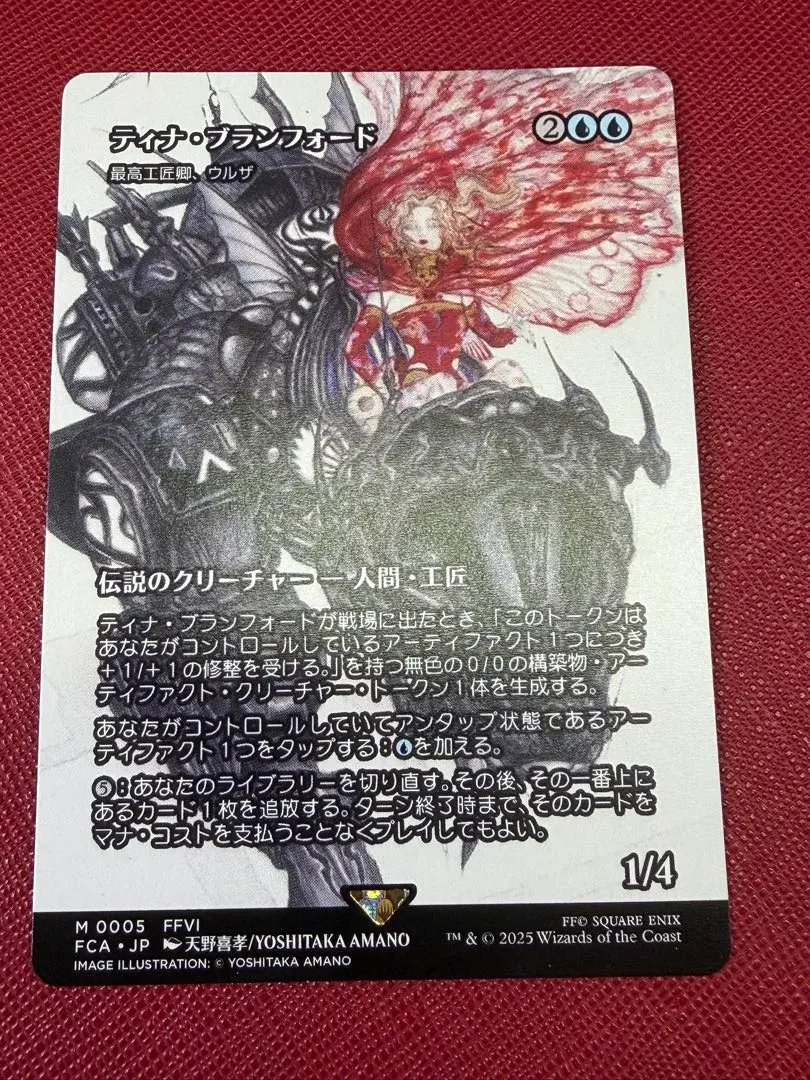 ティナ・ブランフォード
2
最高工匠卿、ウルザ
伝説のクリーチャー — 人間・工匠
ティナ・ブランフォードが戦場に出たとき、「このトークンは
あなたがコントロールしているアーティファクト1つにつき
+1/+1の修整を受ける。」を持つ無色の0/0の構築物・アー
ティファクト・クリーチャー・トークン1体を生成する。
あなたがコントロールしていてアンタップ状態であるアー
ティファクト1つをタップする:を加える。
5:あなたのライブラリーを切り直す。その後、その一番上に
あるカード1枚を追放する。ターン終了時まで、そのカードを
マナ・コストを支払うことなくプレイしてもよい。
1/4
M 0005 FFVI
FCA • JP 天野喜孝/YOSHITAKA AMANO
IMAGE ILLUSTRATION: © YOSHITAKA AMANO
FF© SQUARE ENIX
™ & © 2025 Wizards of the Coast